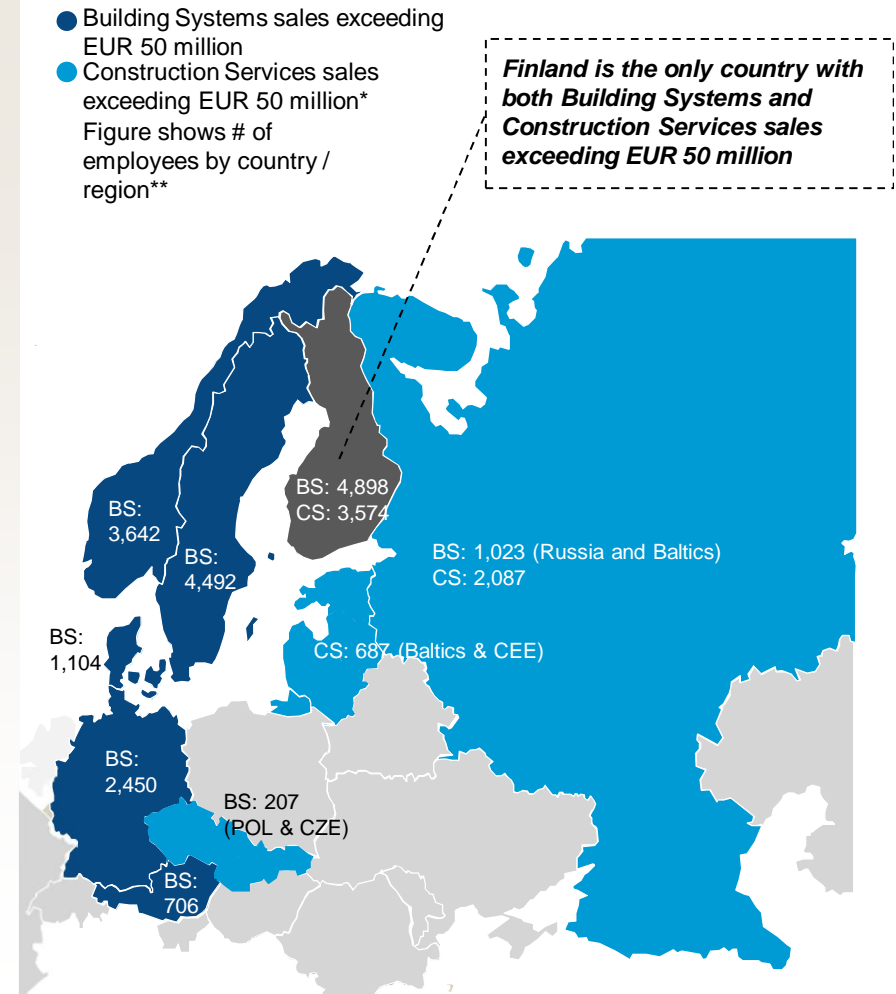 Building Systems sales exceeding
EUR 50 million
Construction Services sales
exceeding EUR 50 million*
Figure shows # of
employees by country /
region**
Finland is the only country with
both Building Systems and
Construction Services sales
exceeding EUR 50 million
BS: 4,898
CS: 3,574
BS:
3,642
BS:
4,492
BS: 1,023 (Russia and Baltics)
CS: 2,087
BS:
1,104
CS: 687 (Baltics & CEE)
BS:
2,450
BS: 207
(POL & CZE)
BS:
706